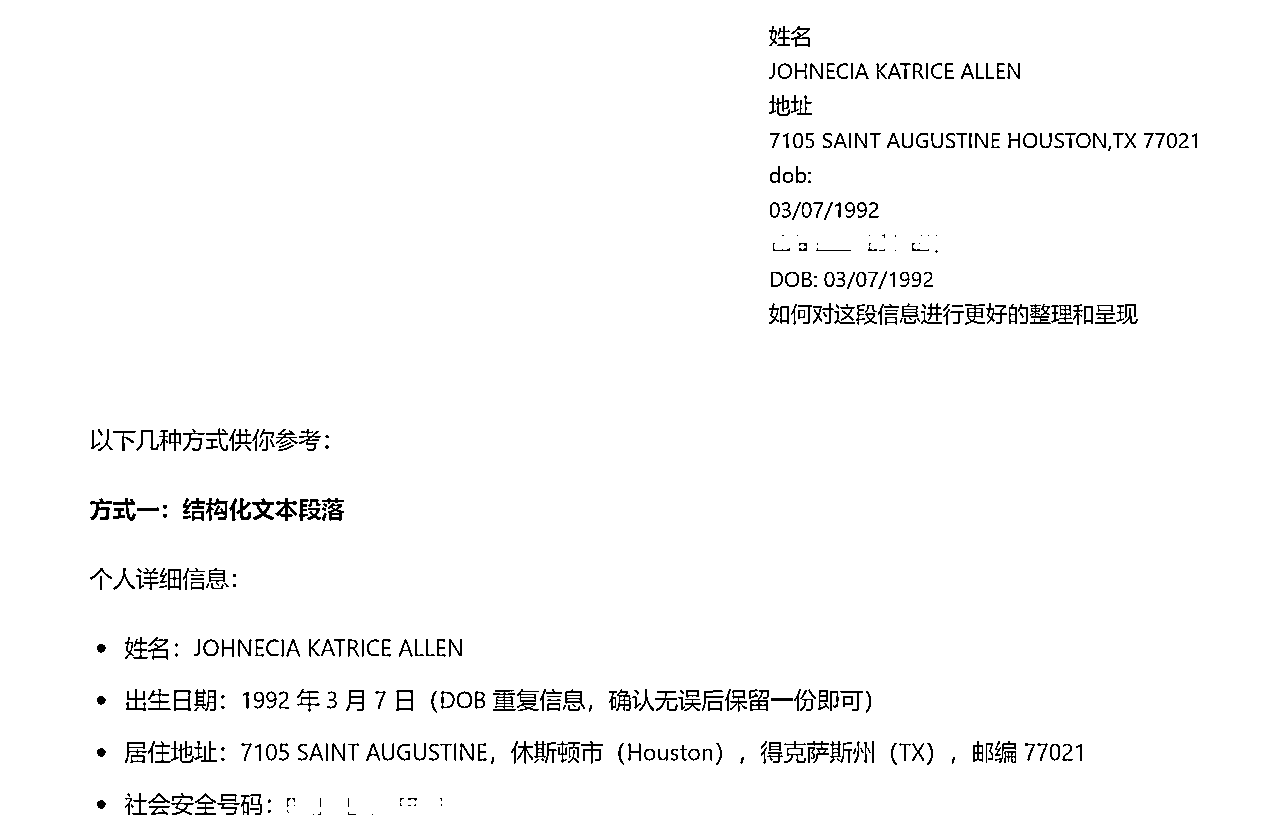 姓名
JOHNECIA KATRICE ALLEN
地址
7105 SAINT AUGUSTINE HOUSTON,TX 77021
dob:
03/07/1992
DOB: 03/07/1992
如何对这段信息进行更好的整理和呈现
以下几种方式供你参考：
方式一：结构化文本段落
个人详细信息：
• 姓名：JOHNECIA KATRICE ALLEN
• 出生日期：1992 年 3 月 7 日（DOB 重复信息，确认无误后保留一份即可）
• 居住地址：7105 SAINT AUGUSTINE，休斯顿市（Houston），得克萨斯州（TX），邮编 77021
• 社会安全号码：